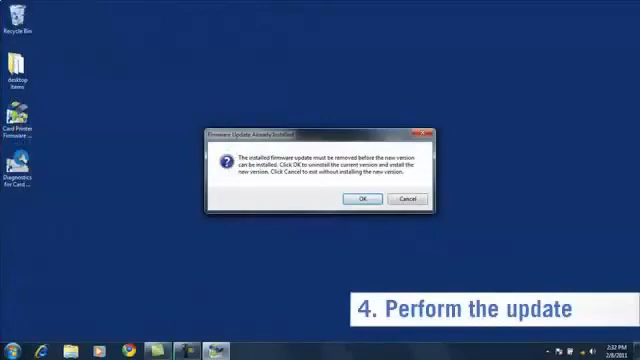 Recycle Bin
desktop
items
Card Printer
Firmware ...
Diagnostics
for Card ...
Firmware Update Already Installed
The installed firmware update must be removed before the new version
can be installed. Click OK to uninstall the current version and install the
new version. Click Cancel to exit without installing the new version.
OK
Cancel
4. Perform the update
2:32 PM
2/8/2011